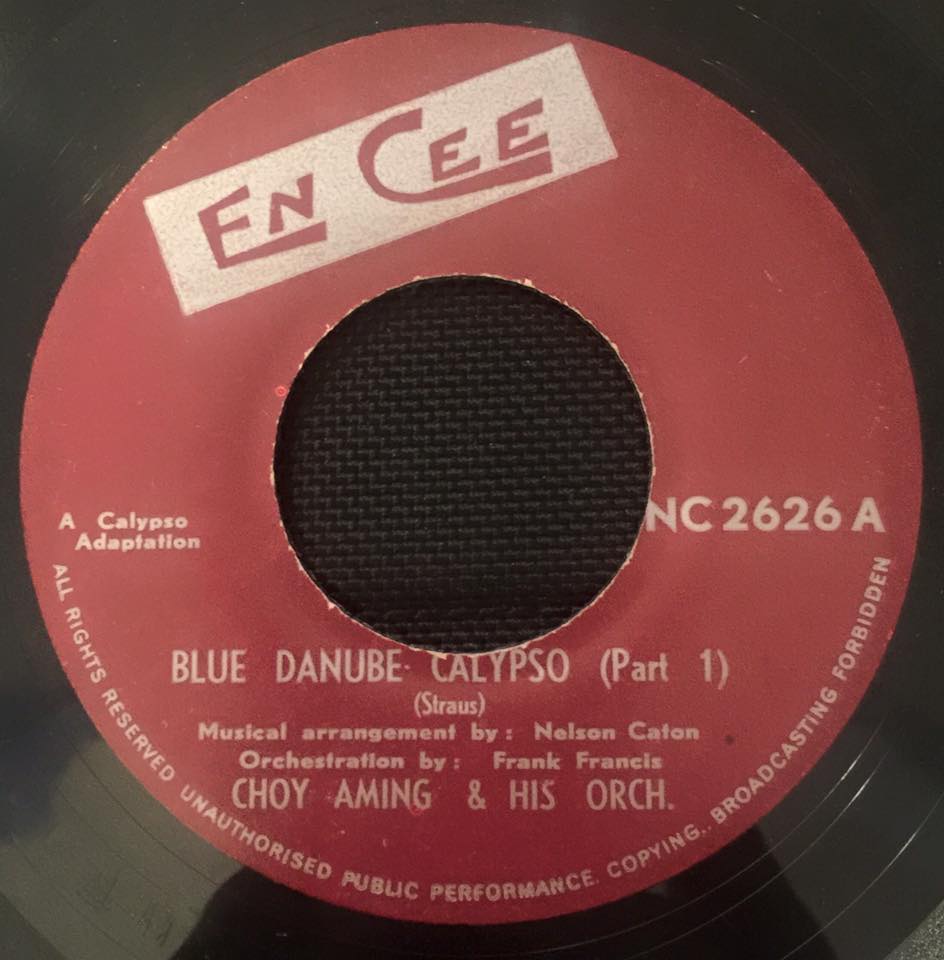 En Cee
A Calypso
Adaptation
NC 2626 A
BLUE DANUBE CALYPSO (Part 1)
(Straus)
Musical arrangement by : Nelson Caton
Orchestration by : Frank Francis
CHOY AMING & HIS ORCH.
ALL RIGHTS RESERVED UNAUTHORISED PUBLIC PERFORMANCE. COPYING., BROADCASTING FORBIDDEN